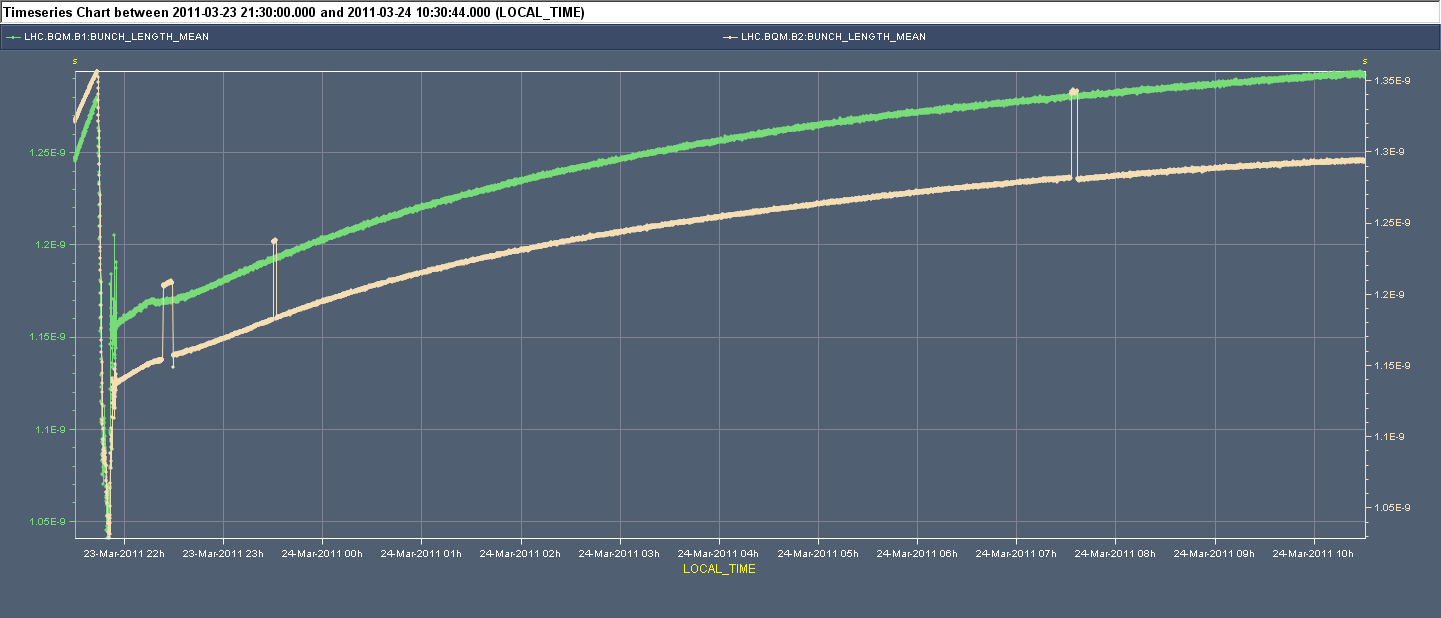 Timeseries Chart between 2011-03-23 21:30:00.000 and 2011-03-24 10:30:44.000 (LOCAL_TIME)
LHC.BQM.B1:BUNCH_LENGTH_MEAN LHC.BQM.B2:BUNCH_LENGTH_MEAN
s s
1.35E-9
1.25E-9 1.3E-9
1.2E-9 1.25E-9
1.2E-9
1.15E-9 1.15E-9
1.1E-9 1.1E-9
1.05E-9 1.05E-9
23-Mar-2011 22h 23-Mar-2011 23h 24-Mar-2011 00h 24-Mar-2011 01h 24-Mar-2011 02h 24-Mar-2011 03h 24-Mar-2011 04h 24-Mar-2011 05h 24-Mar-2011 06h 24-Mar-2011 07h 24-Mar-2011 08h 24-Mar-2011 09h 24-Mar-2011 10h
LOCAL_TIME